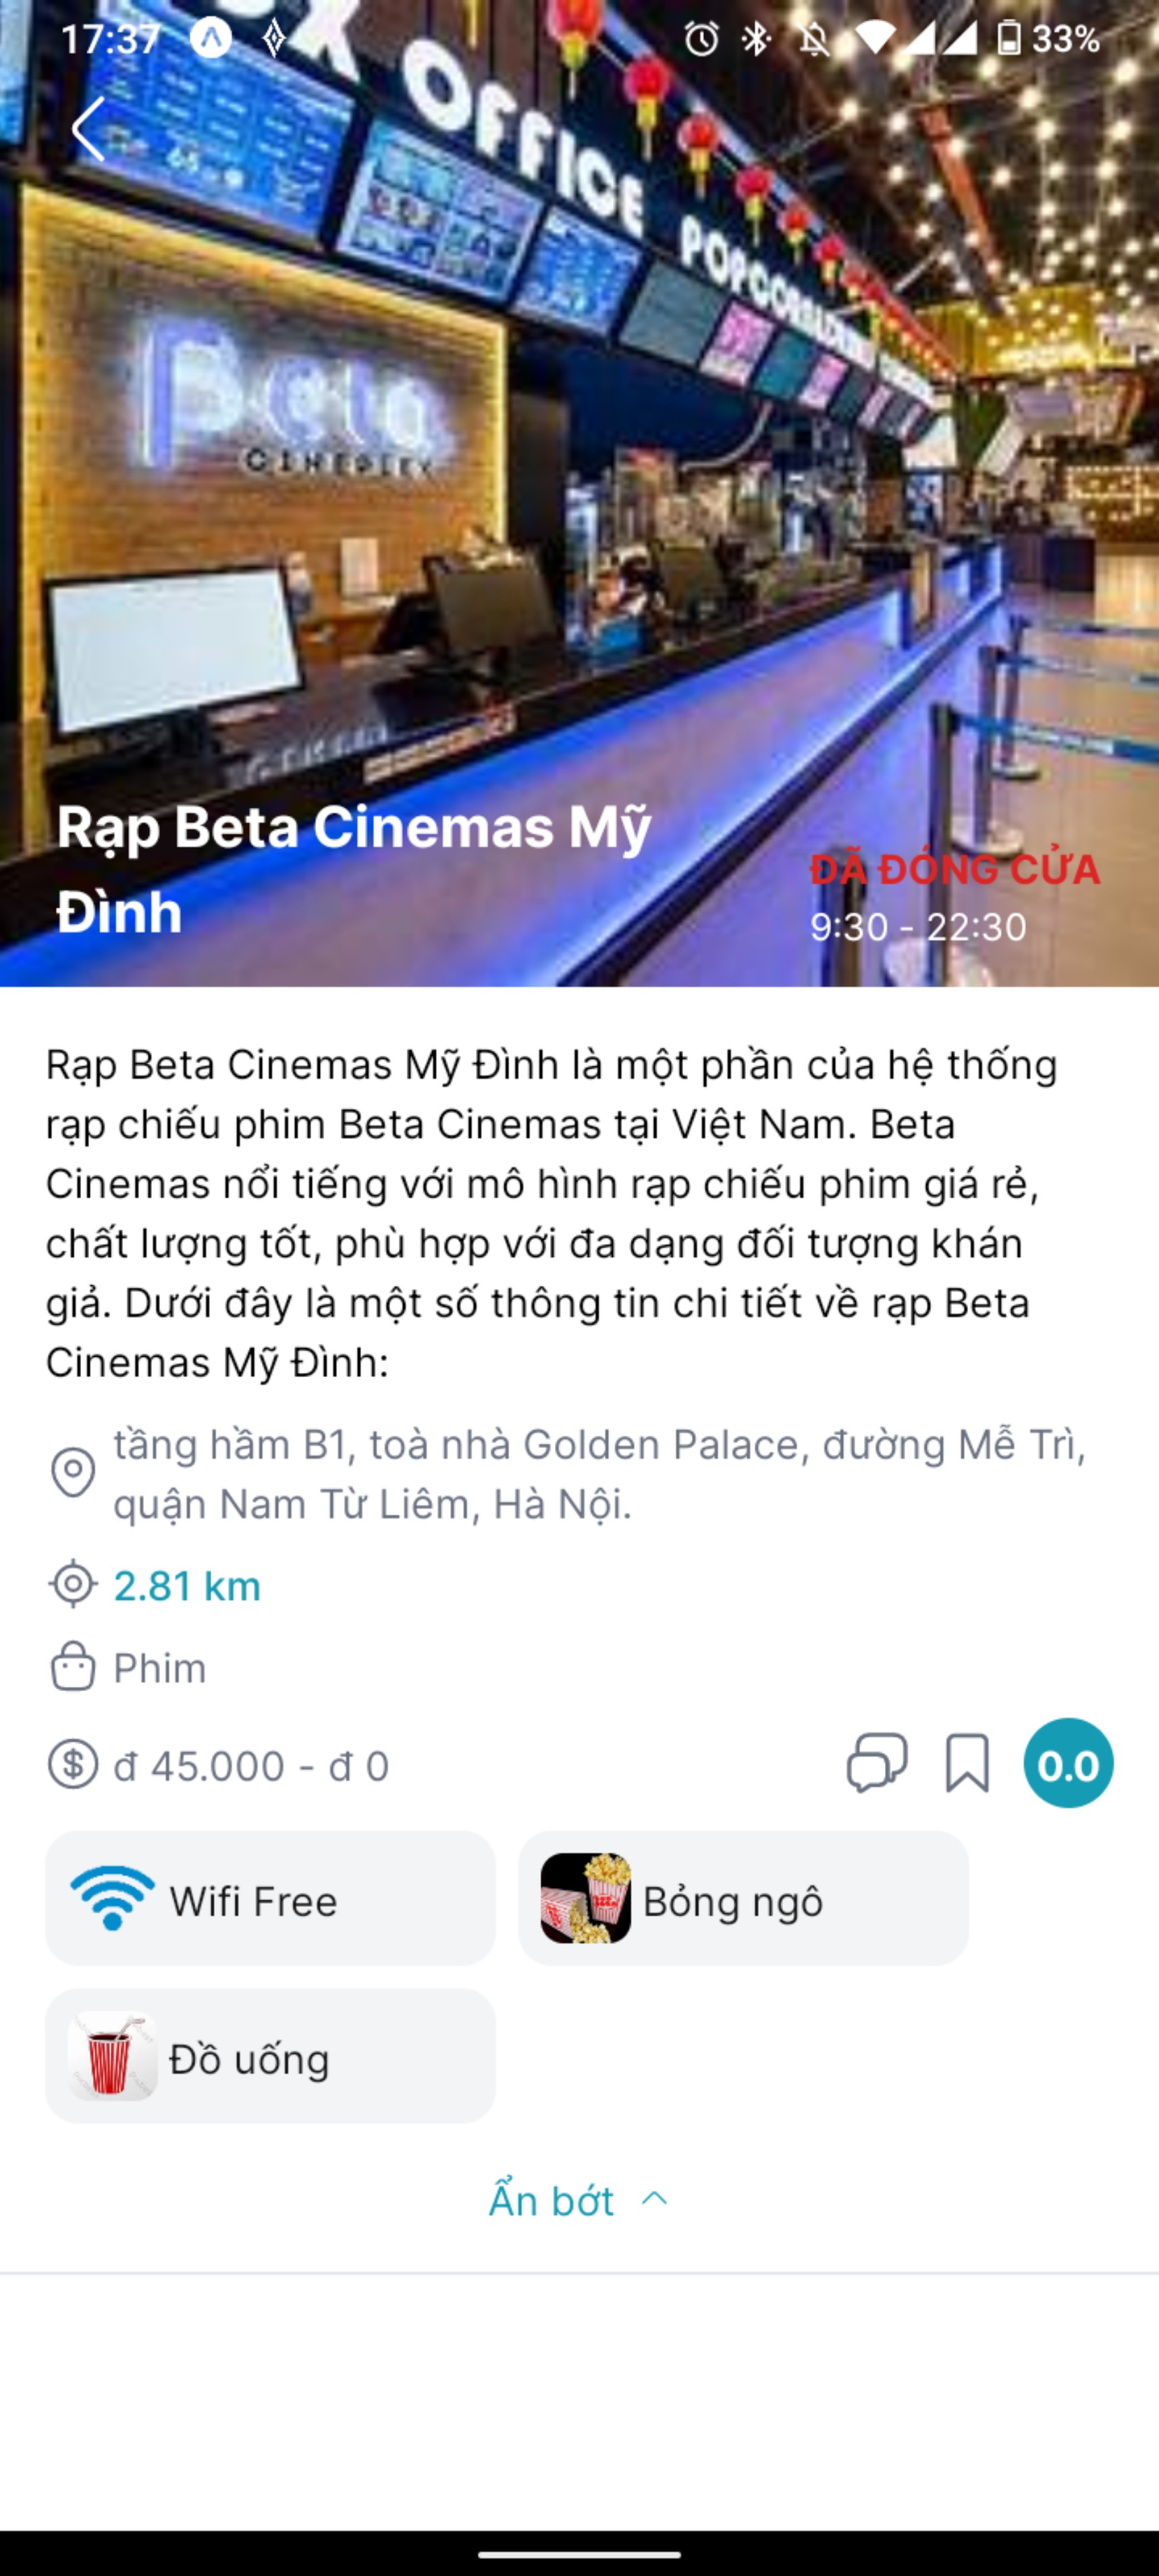 17:37
33%
X OFFICE
Beta
CINEPLEX
Rạp Beta Cinemas Mỹ
Đình
ĐÃ ĐÓNG CỬA
9:30 - 22:30
Rạp Beta Cinemas Mỹ Đình là một phần của hệ thống
rạp chiếu phim Beta Cinemas tại Việt Nam. Beta
Cinemas nổi tiếng với mô hình rạp chiếu phim giá rẻ,
chất lượng tốt, phù hợp với đa dạng đối tượng khán
giả. Dưới đây là một số thông tin chi tiết về rạp Beta
Cinemas Mỹ Đình:
tầng hầm B1, toà nhà Golden Palace, đường Mễ Trì,
quận Nam Từ Liêm, Hà Nội.
2.81 km
Phim
đ 45.000 - đ 0
0.0
Wifi Free
Bỏng ngô
Đồ uống
Ẩn bớt